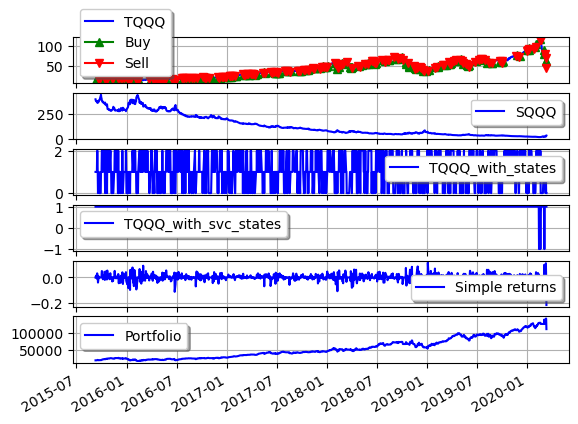 TQQQ
Buy
Sell
100
50
250
0
SQQQ
2
0
TQQQ_with_states
1
0
−1
TQQQ_with_svc_states
0.0
−0.2
Simple returns
100000
50000
Portfolio
2015-07
2016-01
2016-07
2017-01
2017-07
2018-01
2018-07
2019-01
2019-07
2020-01